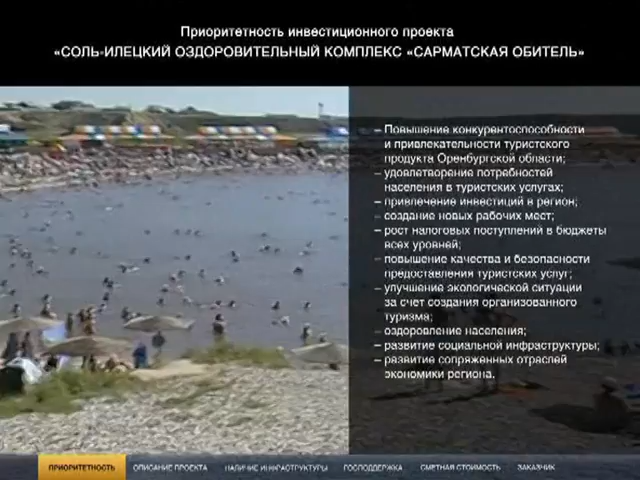 Приоритетность инвестиционного проекта
«СОЛЬ-ИЛЕЦКИЙ ОЗДОРОВИТЕЛЬНЫЙ КОМПЛЕКС «САРМАТСКАЯ ОБИТЕЛЬ»
– Повышение конкурентоспособности
и привлекательности туристского
продукта Оренбургской области;
– удовлетворение потребностей
населения в туристских услугах;
– привлечение инвестиций в регион;
– создание новых рабочих мест;
– рост налоговых поступлений в бюджеты
всех уровней;
– повышение качества и безопасности
предоставления туристских услуг;
– улучшение экологической ситуации
за счет создания организованного
туризма;
– оздоровление населения;
– развитие социальной инфраструктуры;
– развитие сопряженных отраслей
экономики региона.
ПРИОРИТЕТНОСТЬ ОПИСАНИЕ ПРОЕКТА НАЛИЧИЕ ИНФРАСТРУКТУРЫ ГОСПОДДЕРЖКА СМЕТНАЯ СТОИМОСТЬ ЗАКАЗЧИК